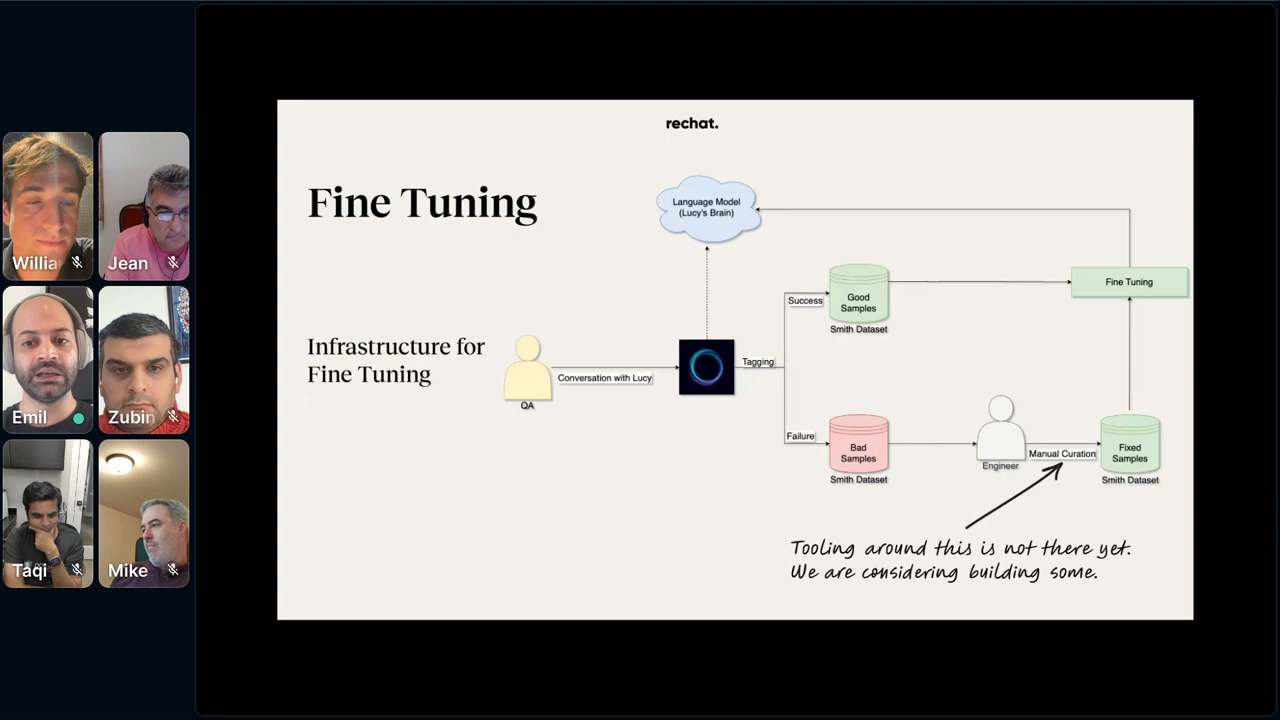 Willia
Jean
Emil
Zubin
Taqi
Mike
rechat.
Fine Tuning
Infrastructure for
Fine Tuning
Language Model
(Lucy's Brain)
QA
Conversation with Lucy
Tagging
Success
Failure
Good
Samples
Smith Dataset
Bad
Samples
Smith Dataset
Engineer
Manual Curation
Fixed
Samples
Smith Dataset
Fine Tuning
Tooling around this is not there yet.
We are considering building some.